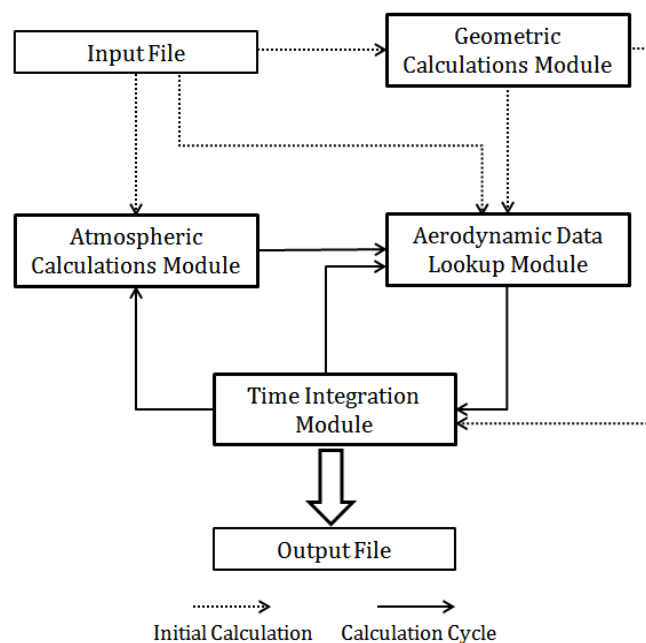 Input File
Geometric
Calculations Module
Atmospheric
Calculations Module
Aerodynamic Data
Lookup Module
Time Integration
Module
Output File
Initial Calculation
Calculation Cycle